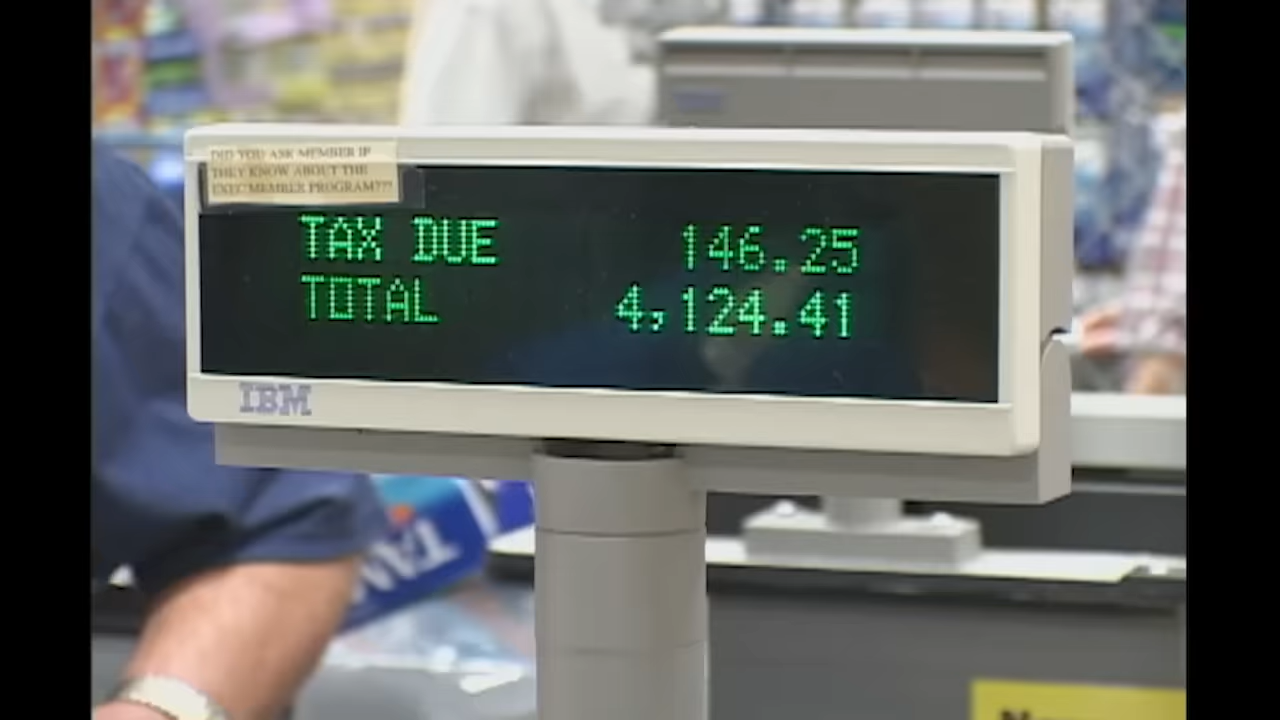 DID YOU ASK MEMBER IF
THEY KNOW ABOUT THE
EXEC MEMBER PROGRAM???
TAX DUE 146.25
TOTAL 4,124.41
IBM